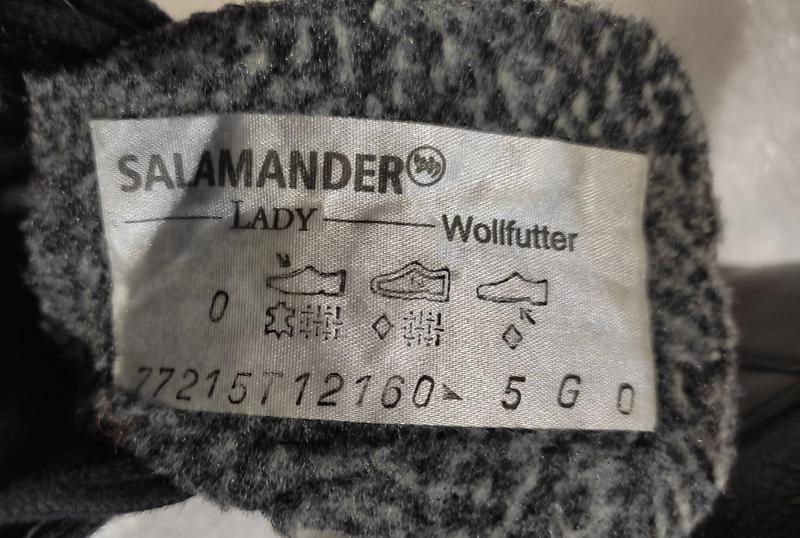 SALAMANDER
LADY Wollfutter
0
77215T12160 5 G 0